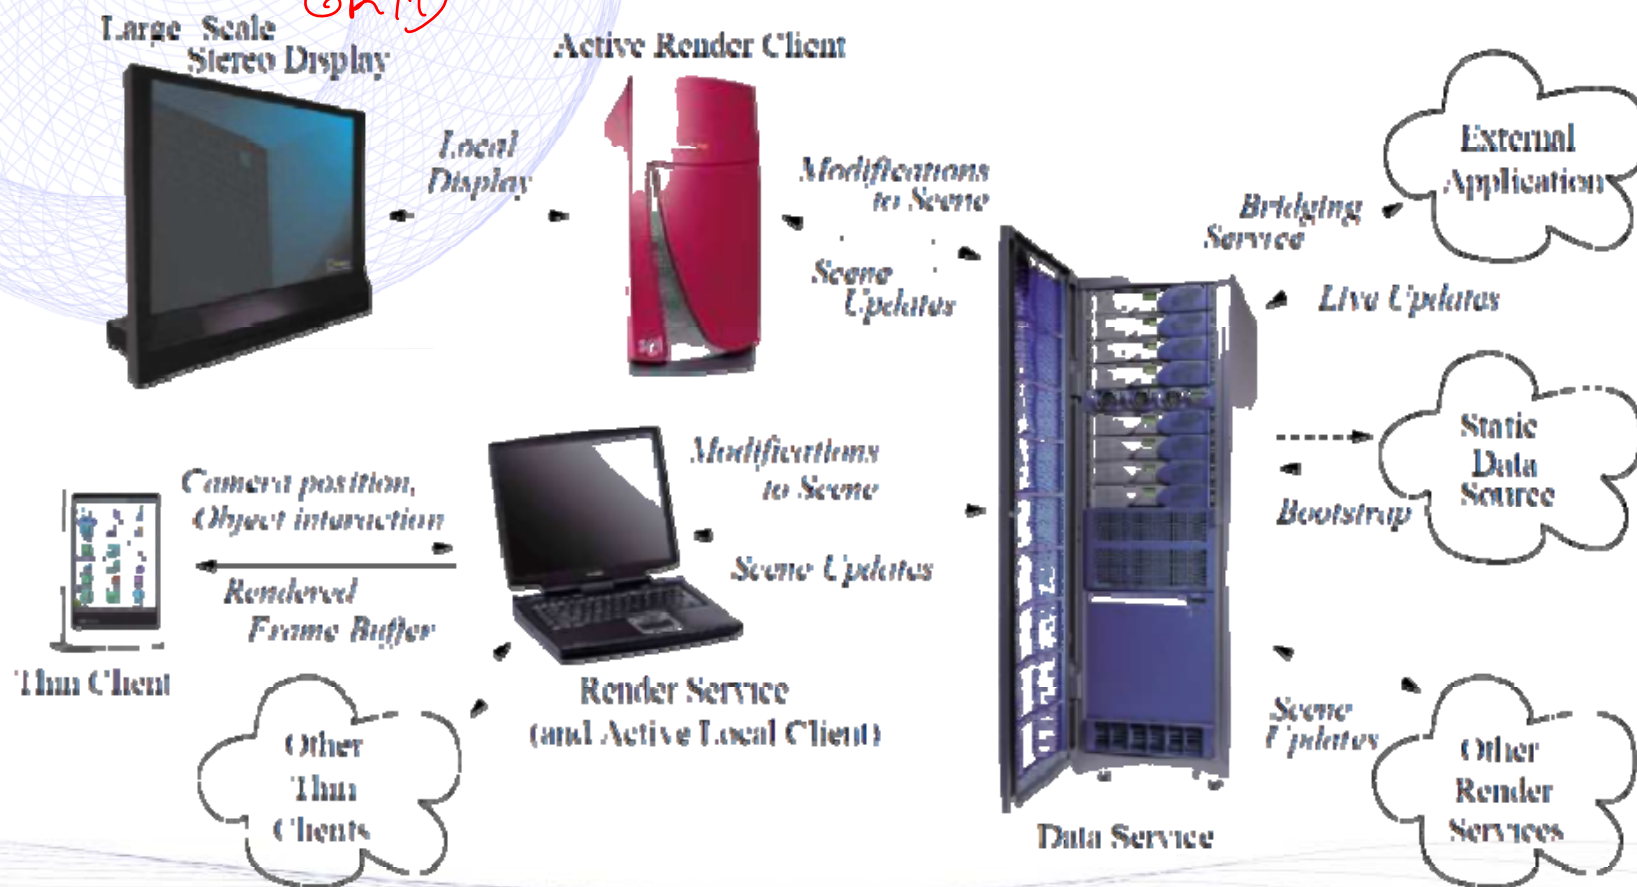 Large Scale
Stereo Display
Active Render Client
Local
Display
Modifications
to Scene
Scene
Updates
External
Application
Bridging
Service
Live Updates
Static
Data
Source
Bootstrap
Camera position,
Object interaction
Rendered
Frame Buffer
Thin Client
Modifications
to Scene
Scene Updates
Render Service
(and Active Local Client)
Other
Thin
Clients
Data Service
Scene
Updates
Other
Render
Services